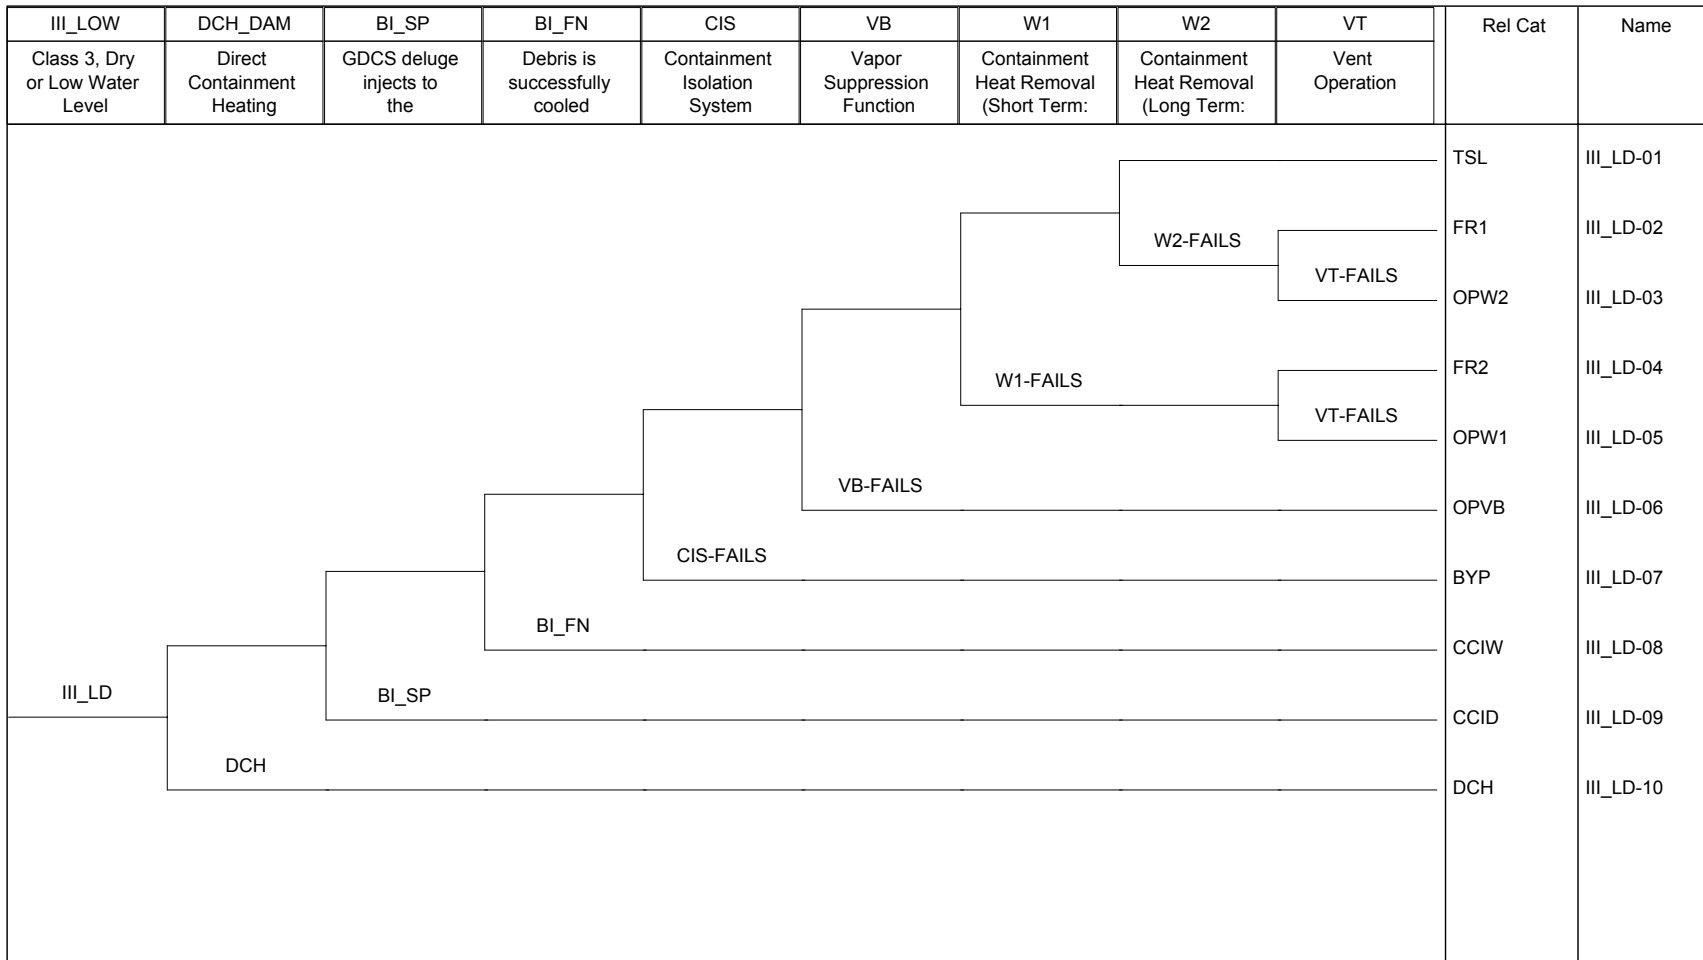 III_LOW DCH_DAM BI_SP BI_FN CIS VB W1 W2 VT Rel Cat Name
Class 3, Dry or Low Water Level
Direct Containment Heating
GDCS deluge injects to the
Debris is successfully cooled
Containment Isolation System
Vapor Suppression Function
Containment Heat Removal (Short Term:
Containment Heat Removal (Long Term:
Vent Operation
TSL III_LD-01
FR1 III_LD-02
W2-FAILS
VT-FAILS
OPW2 III_LD-03
FR2 III_LD-04
W1-FAILS
VT-FAILS
OPW1 III_LD-05
VB-FAILS
OPVB III_LD-06
CIS-FAILS
BYP III_LD-07
BI_FN
CCIW III_LD-08
III_LD
BI_SP
CCID III_LD-09
DCH
DCH III_LD-10